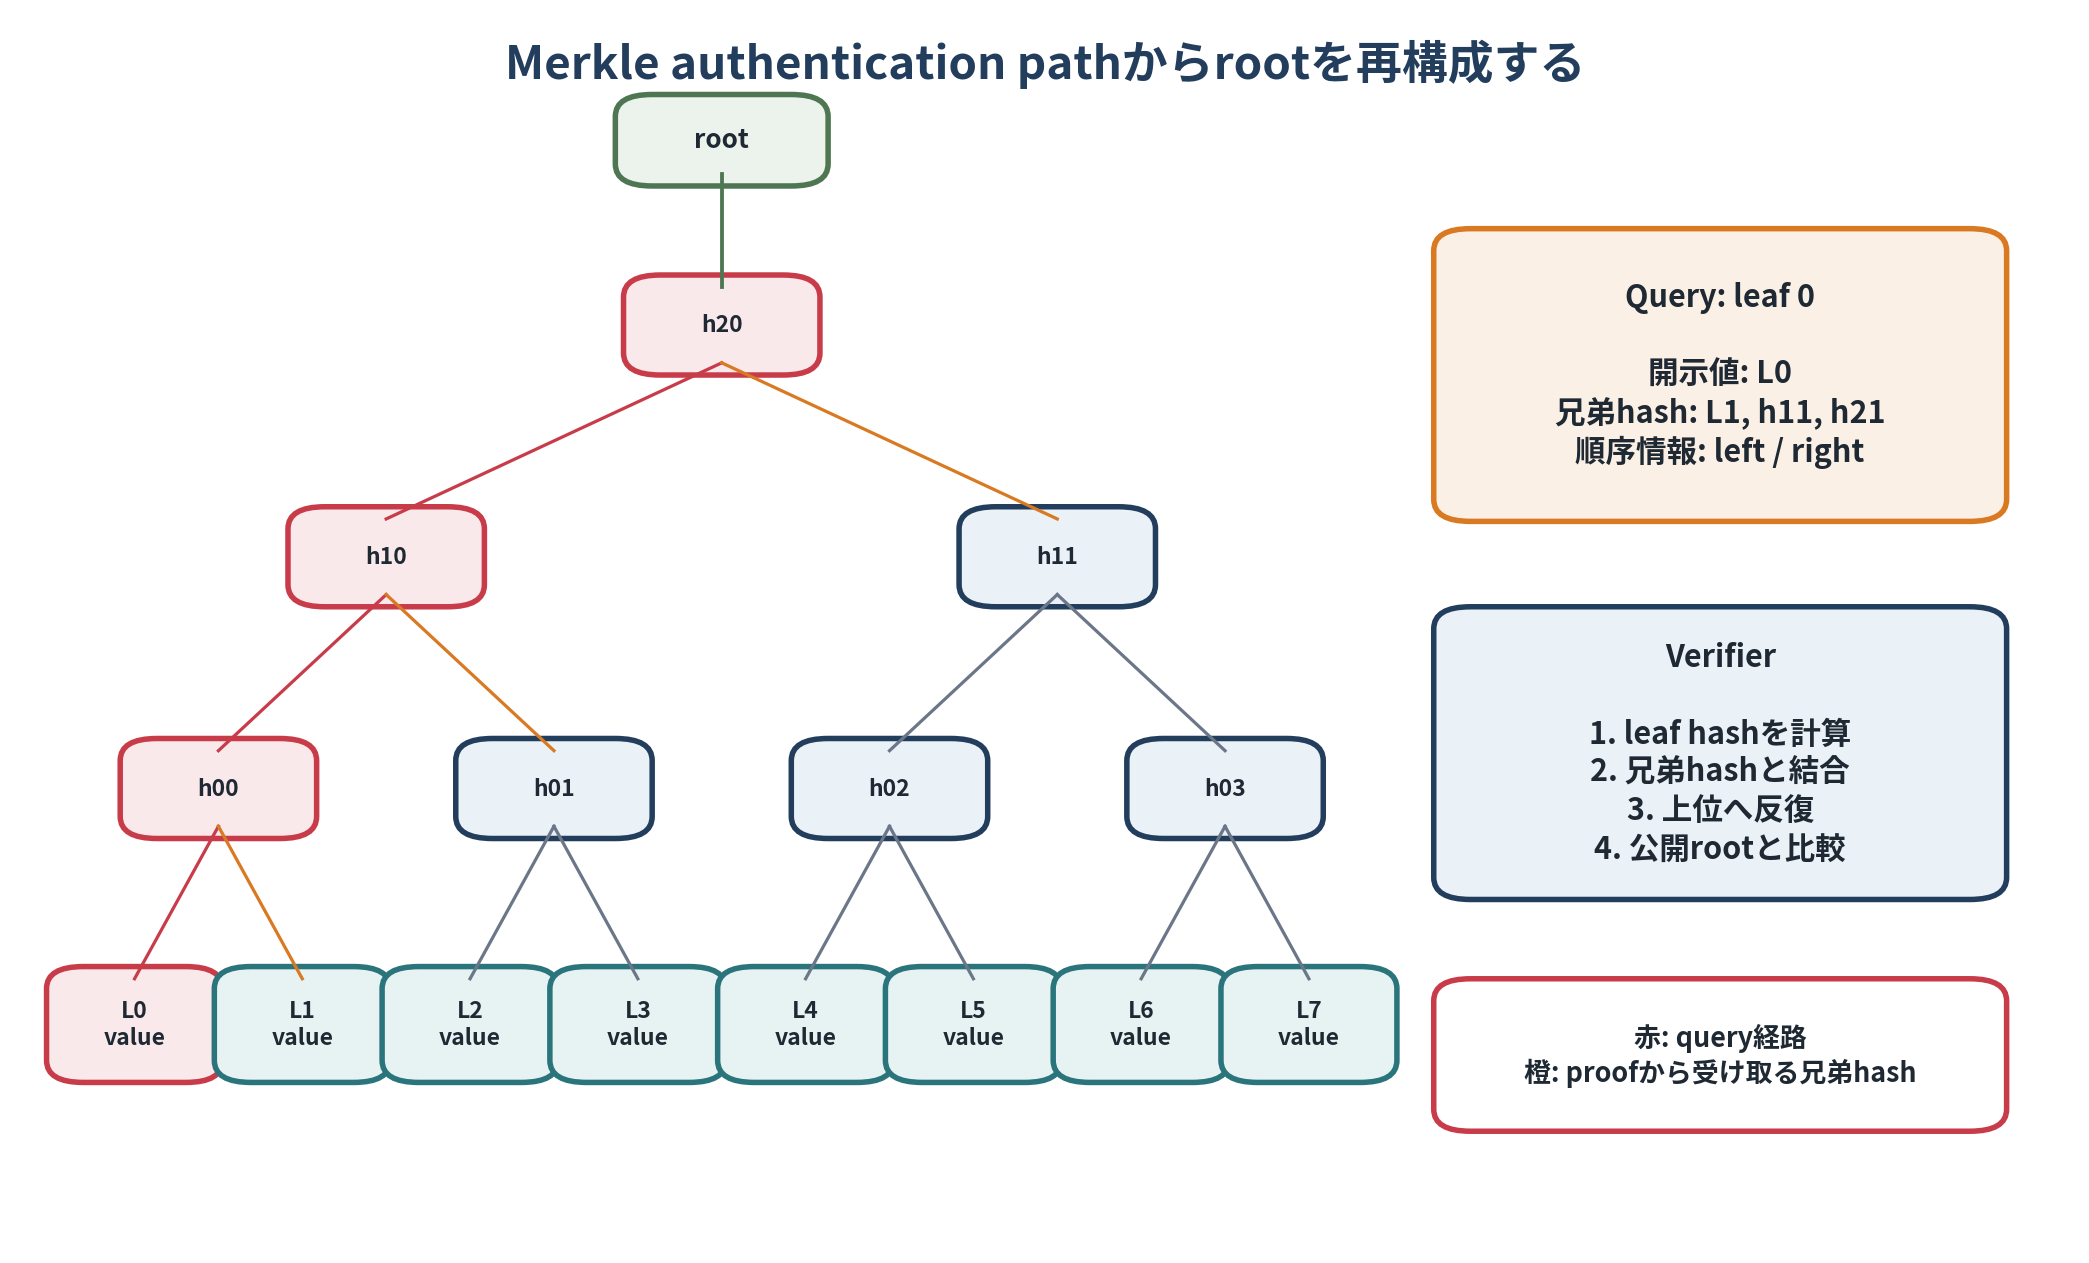 Merkle authentication pathからrootを再構成する
root
h20
h10
h11
h00
h01
h02
h03
L0
value
L1
value
L2
value
L3
value
L4
value
L5
value
L6
value
L7
value
Query: leaf 0
開示値: L0
兄弟hash: L1, h11, h21
順序情報: left / right
Verifier
1. leaf hashを計算
2. 兄弟hashと結合
3. 上位へ反復
4. 公開rootと比較
赤: query経路
橙: proofから受け取る兄弟hash